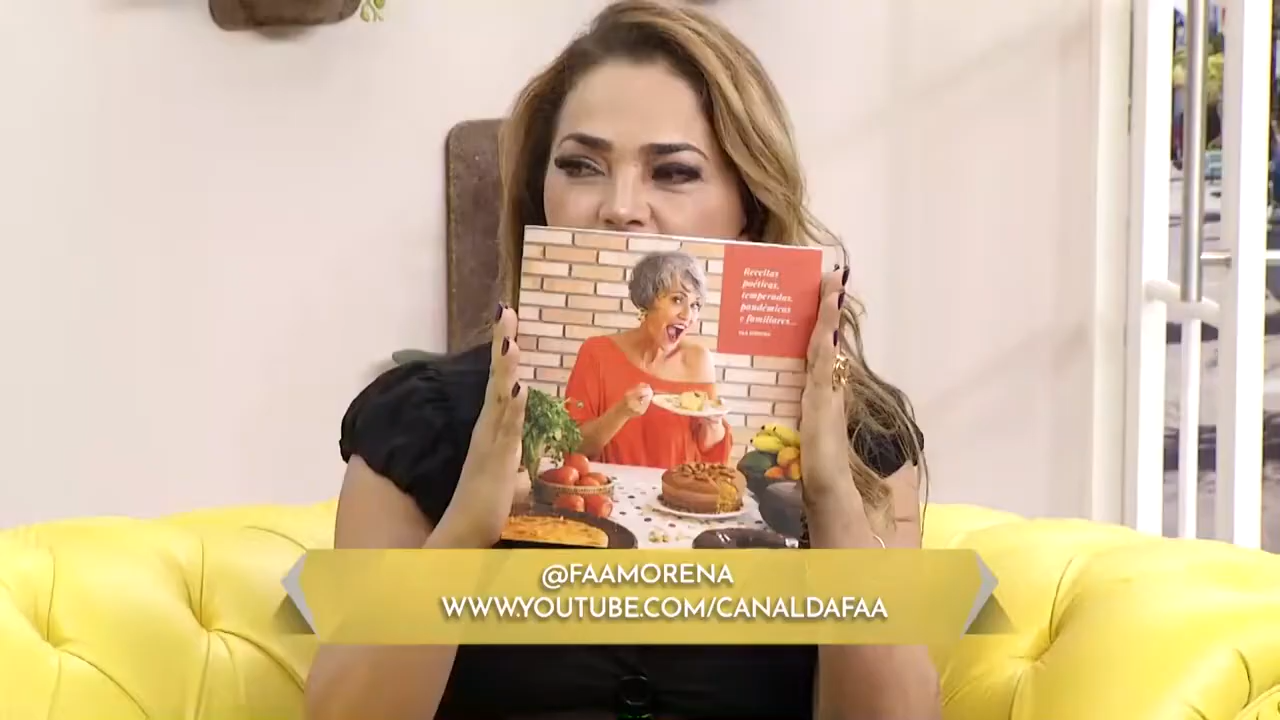 Receitas
poéticas,
temperadas,
pandêmicas
e familiares...
@FAAMORENA
WWW.YOUTUBE.COM/CANALDAFAA